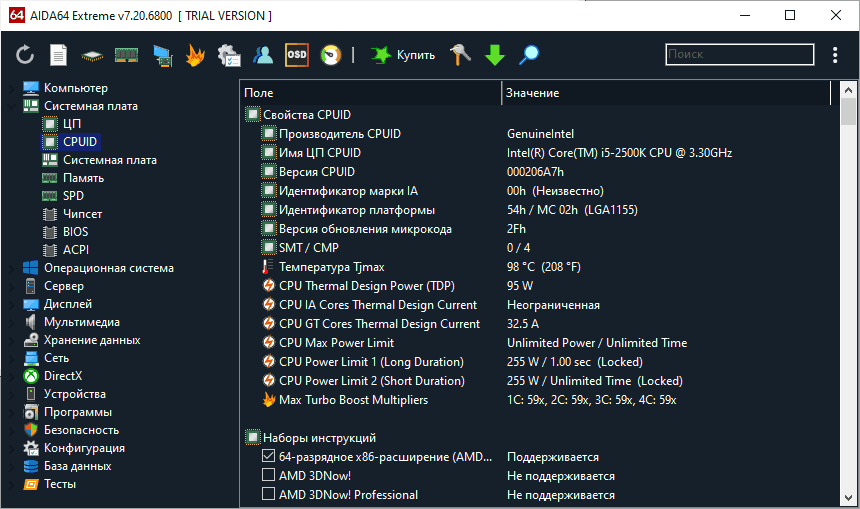 64 AIDA64 Extreme v7.20.6800 [ TRIAL VERSION ]
OSD Купить Поиск
Компьютер
Системная плата
ЦП
CPUID
Системная плата
Память
SPD
Чипсет
BIOS
ACPI
Операционная система
Сервер
Дисплей
Мультимедиа
Хранение данных
Сеть
DirectX
Устройства
Программы
Безопасность
Конфигурация
База данных
Тесты
Поле Значение
Свойства CPUID
Производитель CPUID GenuineIntel
Имя ЦП CPUID Intel(R) Core(TM) i5-2500K CPU @ 3.30GHz
Версия CPUID 000206A7h
Идентификатор марки IA 00h (Неизвестно)
Идентификатор платформы 54h / MC 02h (LGA1155)
Версия обновления микрокода 2Fh
SMT / CMP 0 / 4
Температура Tjmax 98 °C (208 °F)
CPU Thermal Design Power (TDP) 95 W
CPU IA Cores Thermal Design Current Неограниченная
CPU GT Cores Thermal Design Current 32.5 A
CPU Max Power Limit Unlimited Power / Unlimited Time
CPU Power Limit 1 (Long Duration) 255 W / 1.00 sec (Locked)
CPU Power Limit 2 (Short Duration) 255 W / Unlimited Time (Locked)
Max Turbo Boost Multipliers 1C: 59x, 2C: 59x, 3C: 59x, 4C: 59x
Наборы инструкций
64-разрядное x86-расширение (AMD... Поддерживается
AMD 3DNow! Не поддерживается
AMD 3DNow! Professional Не поддерживается